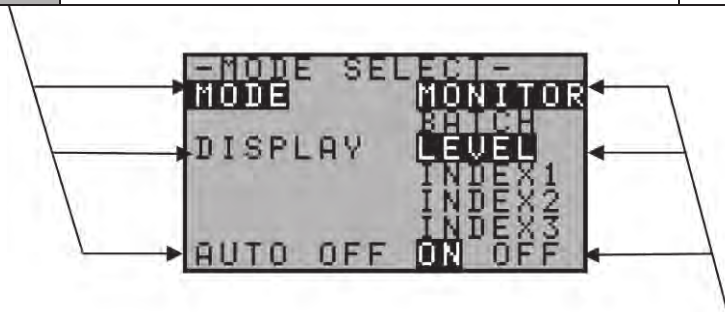 -MODE SELECT-
MODE MONITOR
BATCH
DISPLAY LEVEL
INDEX1
INDEX2
INDEX3
AUTO OFF ON OFF